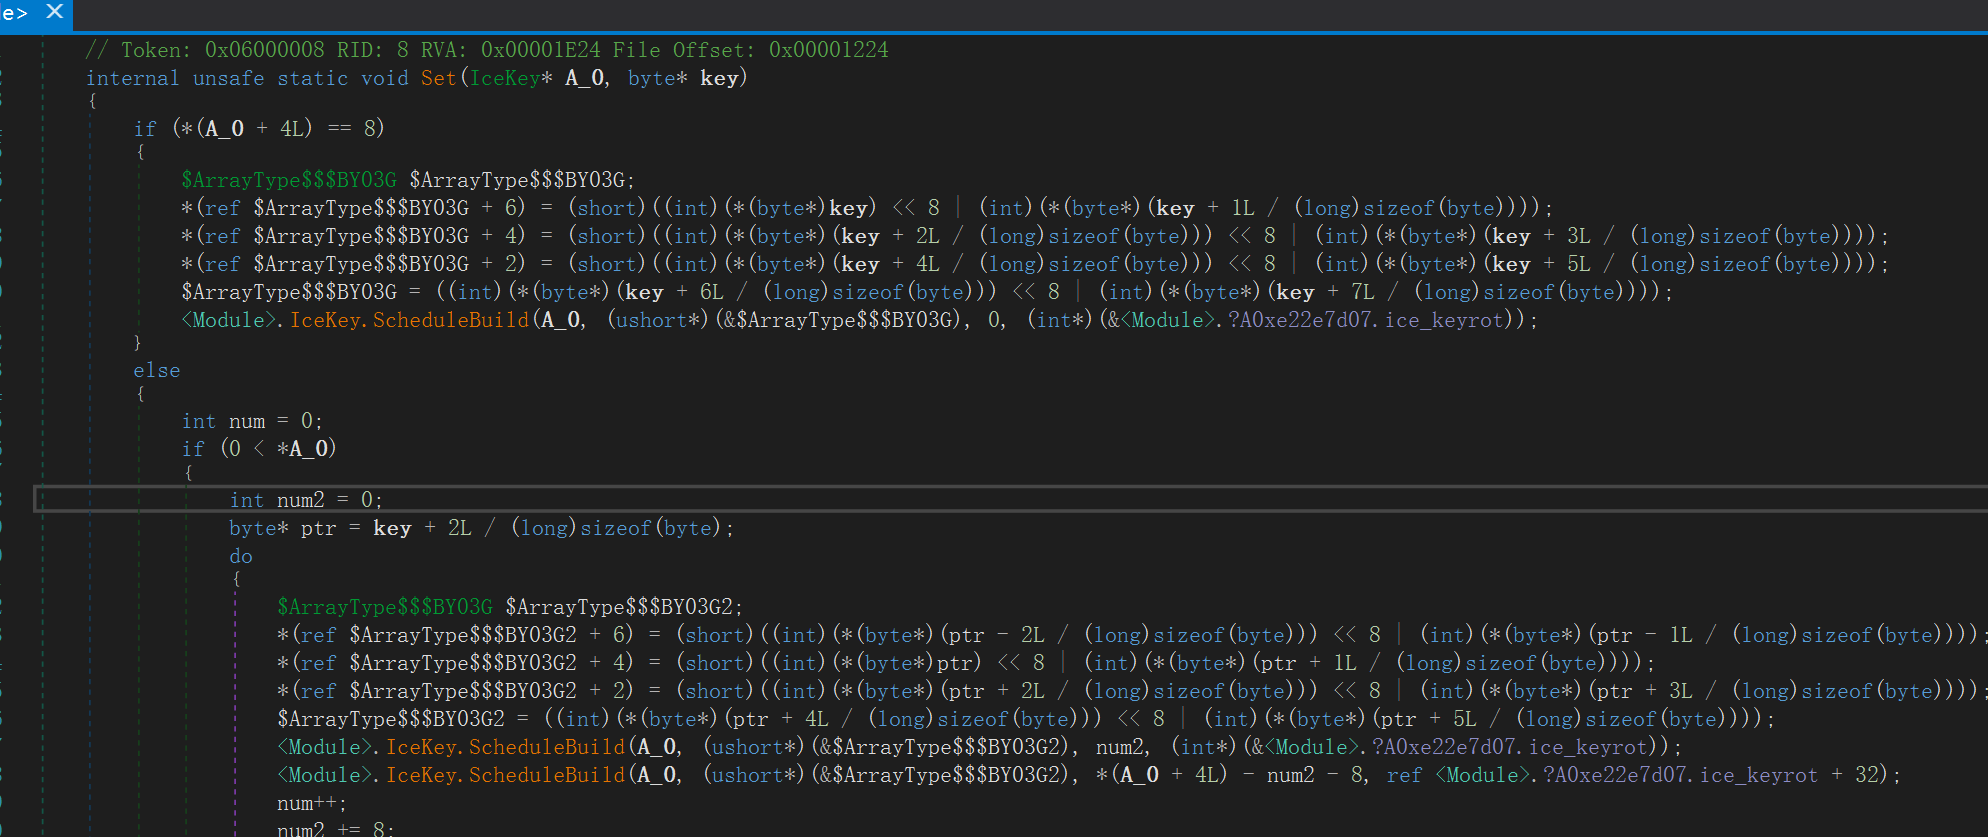 e>
// Token: 0x06000008 RID: 8 RVA: 0x00001E24 File Offset: 0x00001224
internal unsafe static void Set(IceKey* A_0, byte* key)
{
if (*(A_0 + 4L) == 8)
{
$ArrayType$$$BY03G $ArrayType$$$BY03G;
*(ref $ArrayType$$$BY03G + 6) = (short)((int)(*(byte*)key) << 8 | (int)(*(byte*)(key + 1L / (long)sizeof(byte))));
*(ref $ArrayType$$$BY03G + 4) = (short)((int)(*(byte*)(key + 2L / (long)sizeof(byte))) << 8 | (int)(*(byte*)(key + 3L / (long)sizeof(byte))));
*(ref $ArrayType$$$BY03G + 2) = (short)((int)(*(byte*)(key + 4L / (long)sizeof(byte))) << 8 | (int)(*(byte*)(key + 5L / (long)sizeof(byte))));
$ArrayType$$$BY03G = ((int)(*(byte*)(key + 6L / (long)sizeof(byte))) << 8 | (int)(*(byte*)(key + 7L / (long)sizeof(byte))));
<Module>.IceKey.ScheduleBuild(A_0, (ushort*)(&$ArrayType$$$BY03G), 0, (int*)(&<Module>.?A0xe22e7d07.ice_keyrot));
}
else
{
int num = 0;
if (0 < *A_0)
{
int num2 = 0;
byte* ptr = key + 2L / (long)sizeof(byte);
do
{
$ArrayType$$$BY03G $ArrayType$$$BY03G2;
*(ref $ArrayType$$$BY03G2 + 6) = (short)((int)(*(byte*)(ptr - 2L / (long)sizeof(byte))) << 8 | (int)(*(byte*)(ptr - 1L / (long)sizeof(byte))));
*(ref $ArrayType$$$BY03G2 + 4) = (short)((int)(*(byte*)ptr) << 8 | (int)(*(byte*)(ptr + 1L / (long)sizeof(byte))));
*(ref $ArrayType$$$BY03G2 + 2) = (short)((int)(*(byte*)(ptr + 2L / (long)sizeof(byte))) << 8 | (int)(*(byte*)(ptr + 3L / (long)sizeof(byte))));
$ArrayType$$$BY03G2 = ((int)(*(byte*)(ptr + 4L / (long)sizeof(byte))) << 8 | (int)(*(byte*)(ptr + 5L / (long)sizeof(byte))));
<Module>.IceKey.ScheduleBuild(A_0, (ushort*)(&$ArrayType$$$BY03G2), num2, (int*)(&<Module>.?A0xe22e7d07.ice_keyrot));
<Module>.IceKey.ScheduleBuild(A_0, (ushort*)(&$ArrayType$$$BY03G2), *(A_0 + 4L) - num2 - 8, ref <Module>.?A0xe22e7d07.ice_keyrot + 32);
num++;
num2 += 8;